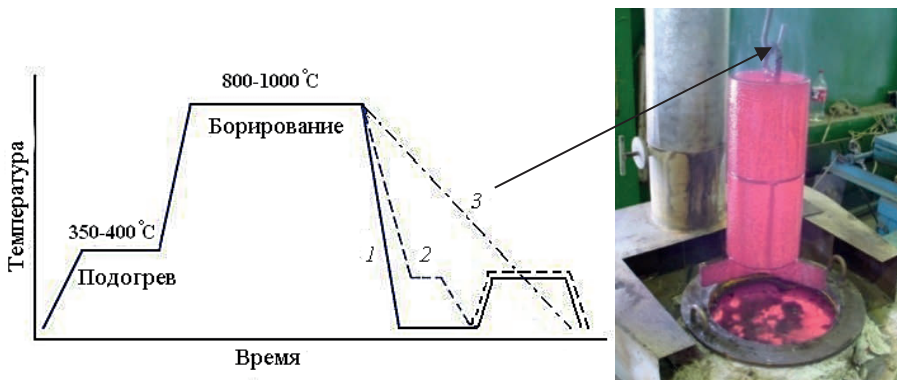 800-1000°C
Борирование
350-400°C
Подогрев
1
2
3
Температура
Время